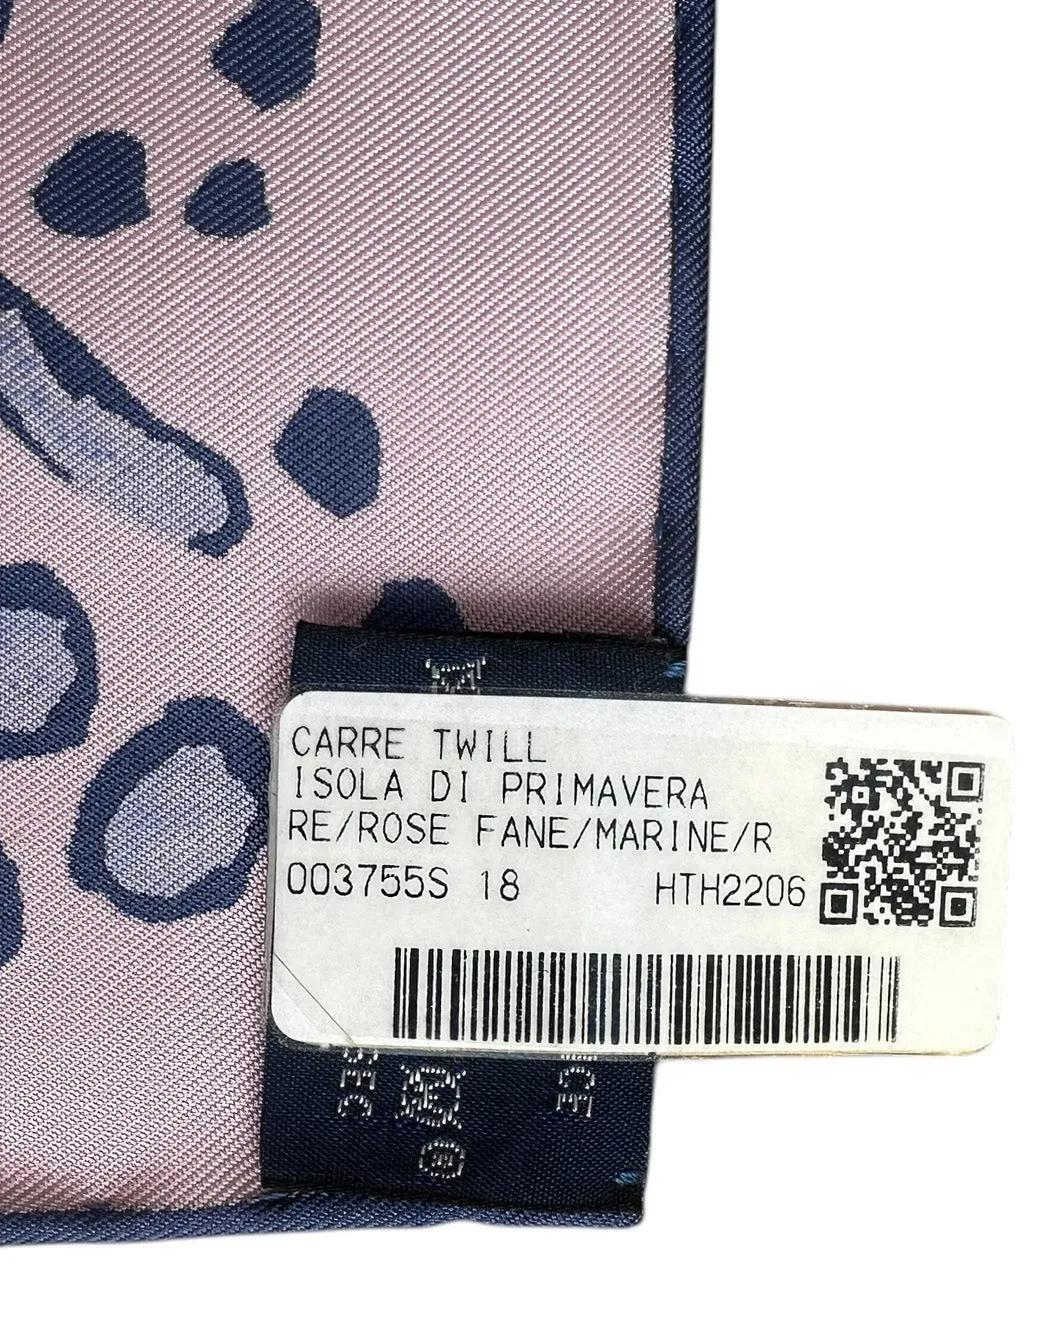 CARRE TWILL
ISOLA DI PRIMAVERA
RE/ROSE FANE/MARINE/R
003755S 18 HTH2206